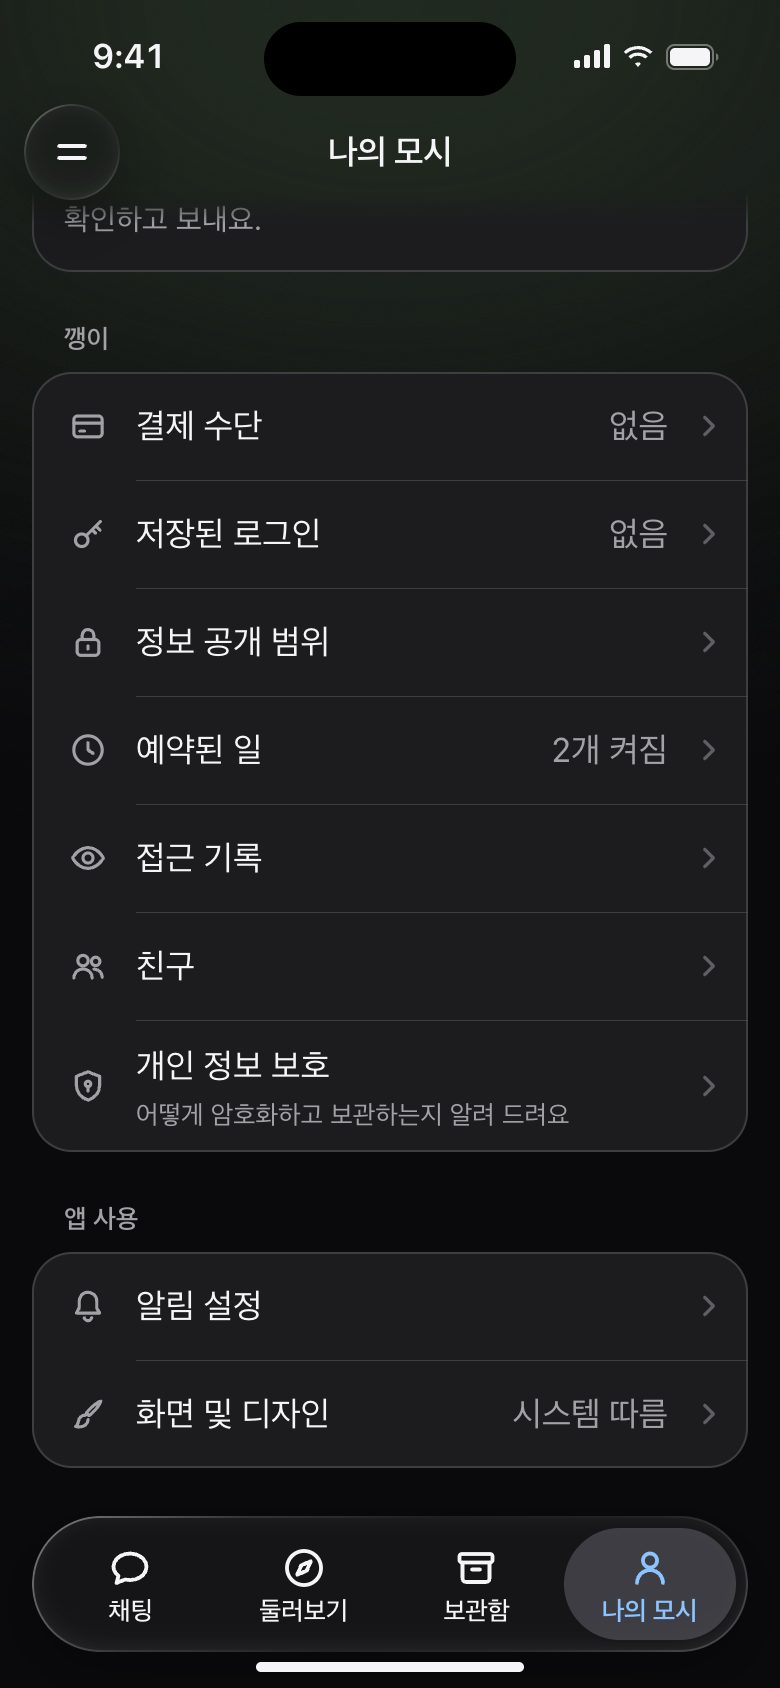 9:41
나의 모시
확인하고 보내요.
깽이
결제 수단 없음
저장된 로그인 없음
정보 공개 범위
예약된 일 2개 켜짐
접근 기록
친구
개인 정보 보호
어떻게 암호화하고 보관하는지 알려 드려요
앱 사용
알림 설정
화면 및 디자인 시스템 따름
채팅 둘러보기 보관함 나의 모시